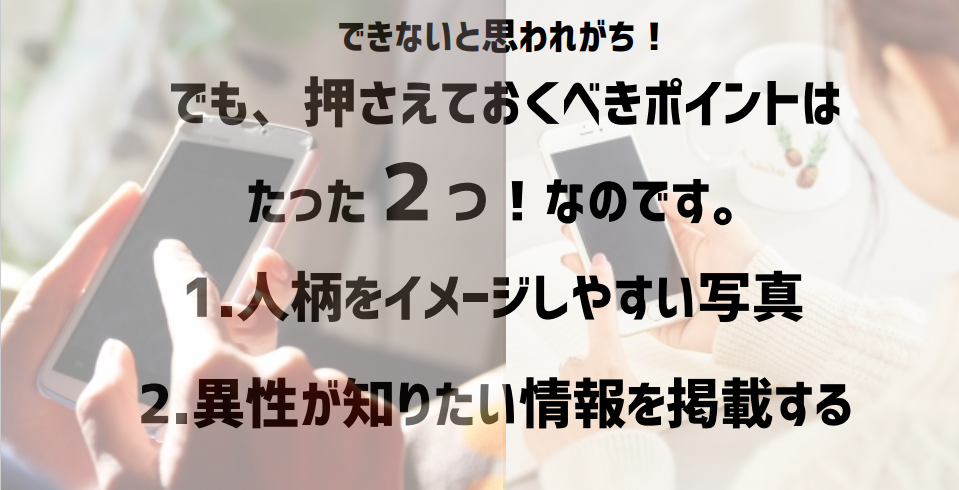 できないと思われがち！
でも、押さえておくべきポイントは
たった２つ！なのです。
1.人柄をイメージしやすい写真
2.異性が知りたい情報を掲載する